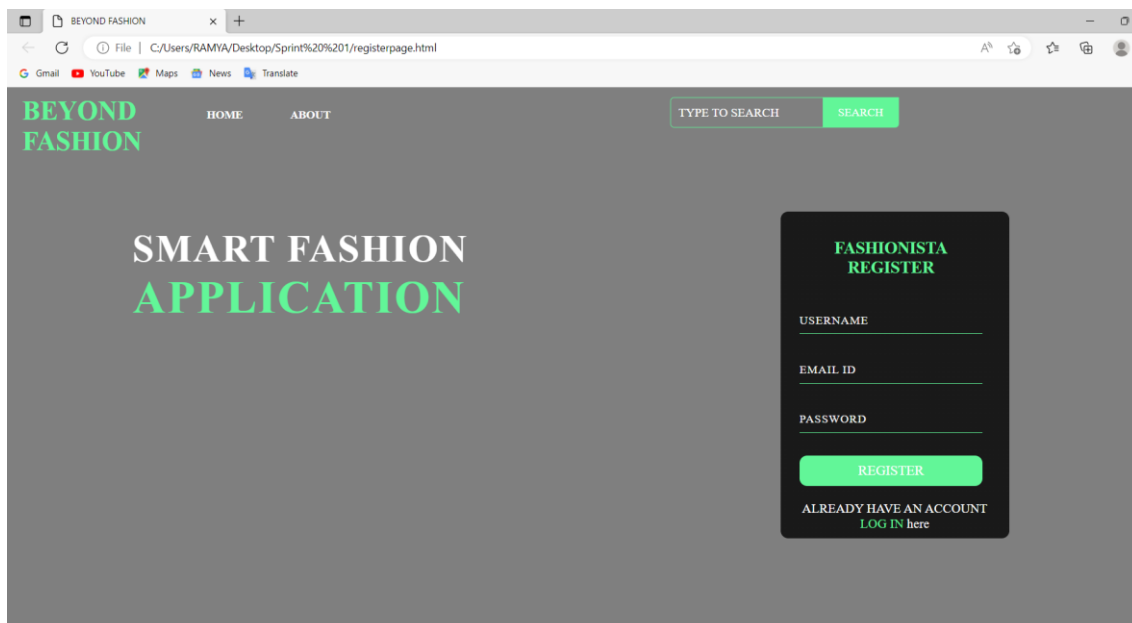 BEYOND FASHION
File | C:/Users/RAMYA/Desktop/Sprint%20%201/registerpage.html
Gmail YouTube Maps News Translate
BEYOND
FASHION
HOME ABOUT
TYPE TO SEARCH SEARCH
SMART FASHION
APPLICATION
FASHIONISTA
REGISTER
USERNAME
EMAIL ID
PASSWORD
REGISTER
ALREADY HAVE AN ACCOUNT
LOG IN here